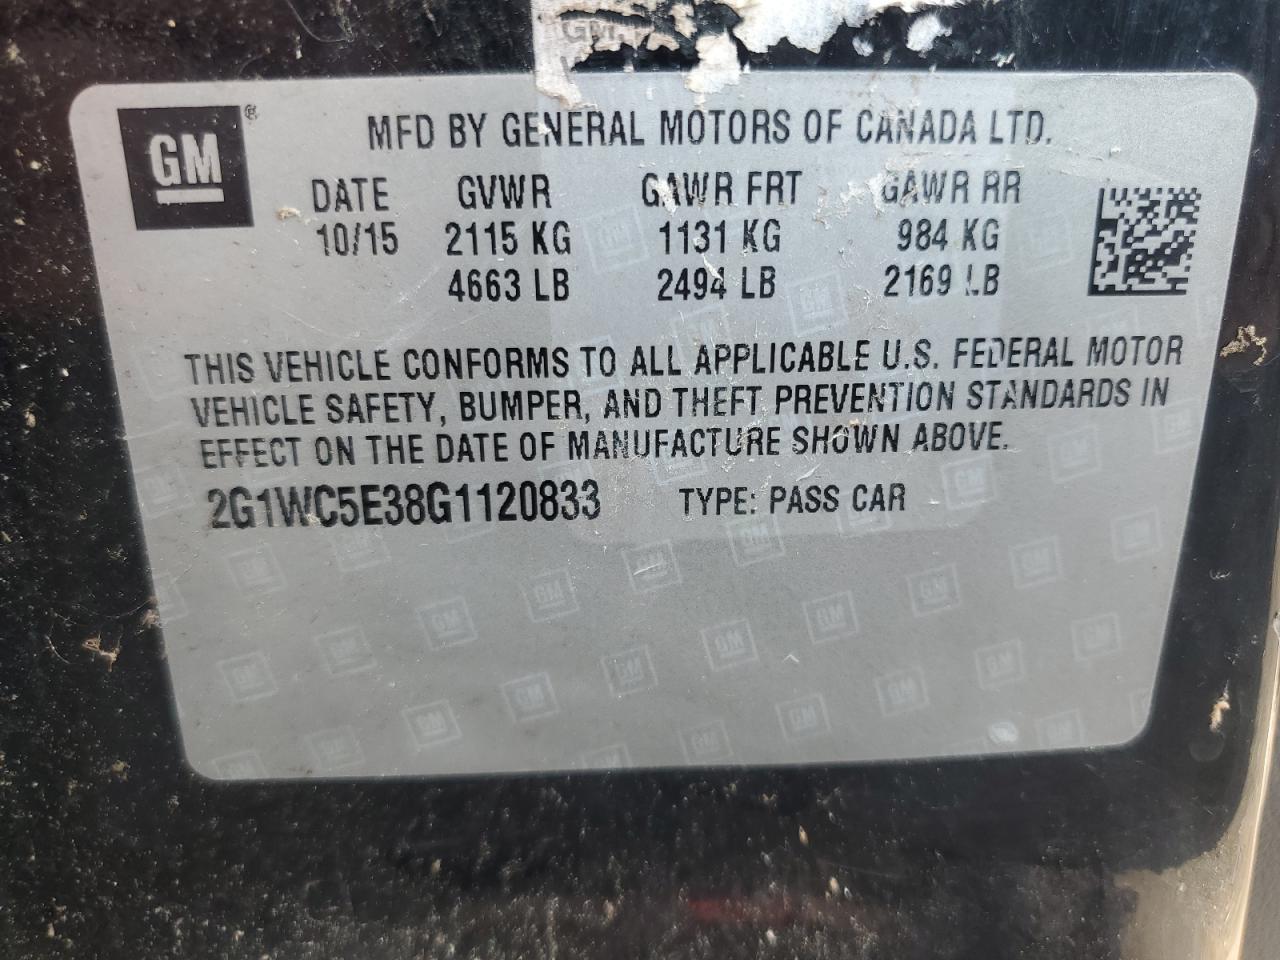 GM
GM®
MFD BY GENERAL MOTORS OF CANADA LTD.
DATE GVWR GAWR FRT GAWR RR
10/15 2115 KG 1131 KG 984 KG
4663 LB 2494 LB 2169 LB
THIS VEHICLE CONFORMS TO ALL APPLICABLE U.S. FEDERAL MOTOR
VEHICLE SAFETY, BUMPER, AND THEFT PREVENTION STANDARDS IN
EFFECT ON THE DATE OF MANUFACTURE SHOWN ABOVE.
2G1WC5E38G1120833 TYPE: PASS CAR